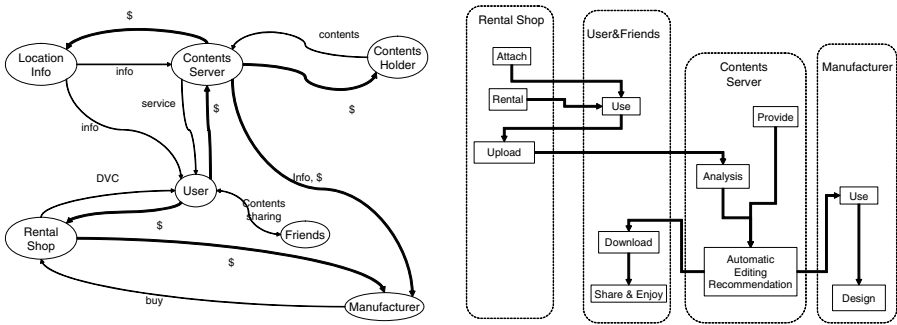 $
Location
Info
info
Contents
Server
contents
Contents
Holder
$
service
$
info
User
Info, $
DVC
Contents
sharing
Friends
$
Rental
Shop
$
buy
Manufacturer
Rental Shop
Attach
Rental
Upload
User&Friends
Use
Download
Share & Enjoy
Contents
Server
Provide
Analysis
Automatic
Editing
Recommendation
Manufacturer
Use
Design